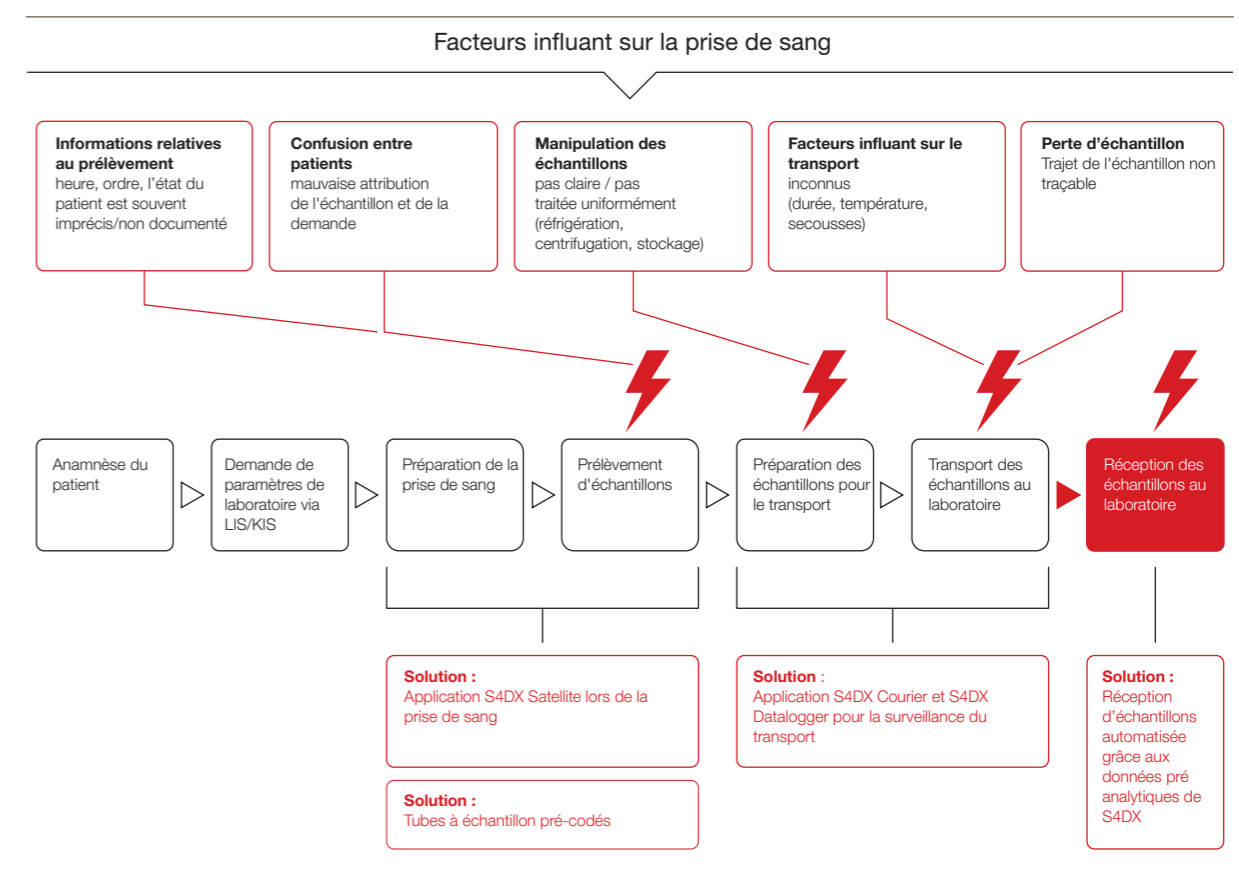 Facteurs influant sur la prise de sang
Informations relatives
au prélèvement
heure, ordre, l'état du
patient est souvent
imprécis/non documenté
Confusion entre
patients
mauvaise attribution
de l'échantillon et de la
demande
Manipulation des
échantillons
pas claire / pas
traitée uniformément
(réfrigération,
centrifugation, stockage)
Facteurs influant sur le
transport
inconnus
(durée, température,
secousses)
Perte d'échantillon
Trajet de l'échantillon non
traçable
Anamnèse du
patient
Demande de
paramètres de
laboratoire via
LIS/KIS
Préparation de la
prise de sang
Prélèvement
d'échantillons
Préparation des
échantillons pour
le transport
Transport des
échantillons au
laboratoire
Réception des
échantillons au
laboratoire
Solution :
Application S4DX Satellite lors de la
prise de sang
Solution :
Tubes à échantillon pré-codés
Solution :
Application S4DX Courier et S4DX
Datalogger pour la surveillance du
transport
Solution :
Réception
d'échantillons
automatisée
grâce aux
données pré
analytiques de
S4DX